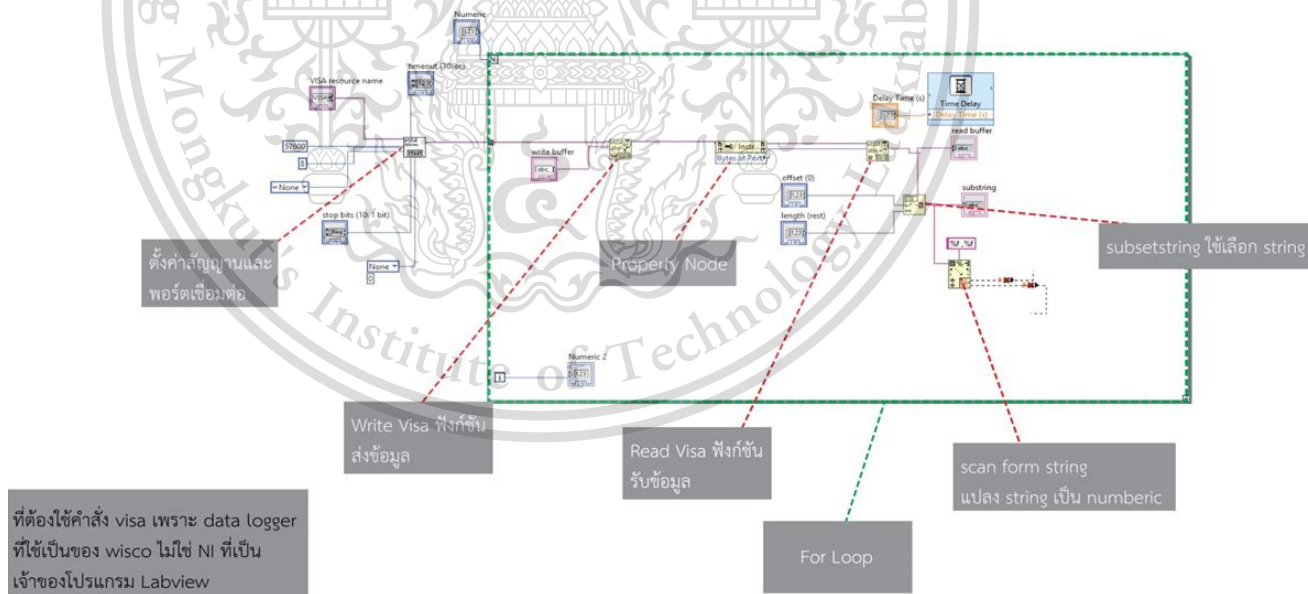 Numeric
timeout (10sec)
VISA resource name
57600
8
None
stop bits (10: 1 bit)
None
0
write buffer
Instr
Bytes at Port
offset (0)
length (rest)
Delay Time (s)
Time Delay
Delay Time (s)
read buffer
abc
substring
%f ,%f
N
i
Numeric 2
123
ตั้งค่าสัญญานและ
พอร์ตเชื่อมต่อ
Property Node
subsetstring ใช้เลือก string
Write Visa ฟังก์ชัน
ส่งข้อมูล
Read Visa ฟังก์ชัน
รับข้อมูล
scan form string
แปลง string เป็น numberic
For Loop
ที่ต้องใช้คำสั่ง visa เพราะ data logger
ที่ใช้เป็นของ wisco ไม่ใช่ NI ที่เป็น
เจ้าของโปรแกรม Labview
Mongkut's Institute of Technology